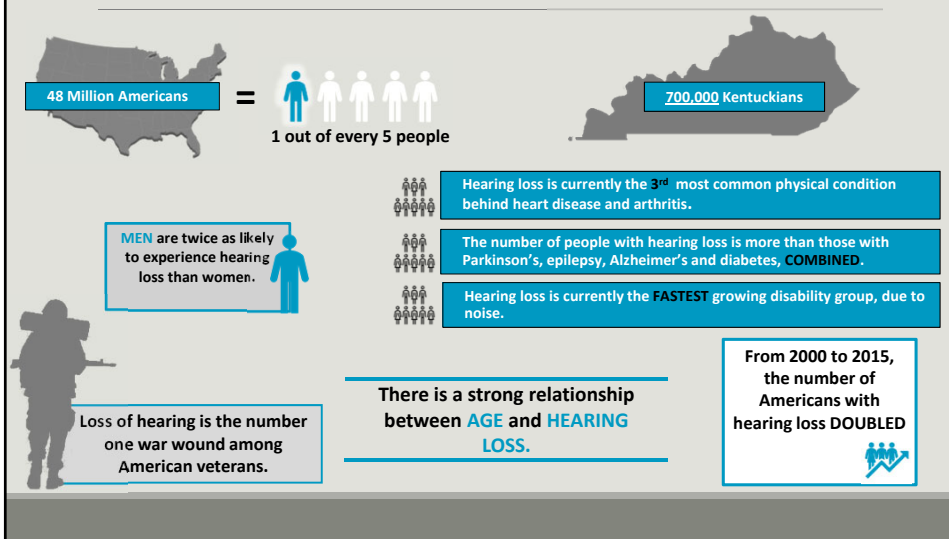 48 Million Americans
=
1 out of every 5 people
700,000 Kentuckians
Hearing loss is currently the 3rd most common physical condition
behind heart disease and arthritis.
MEN are twice as likely
to experience hearing
loss than women.
The number of people with hearing loss is more than those with
Parkinson's, epilepsy, Alzheimer's and diabetes, COMBINED.
Hearing loss is currently the FASTEST growing disability group, due to
noise.
Loss of hearing is the number
one war wound among
American veterans.
There is a strong relationship
between AGE and HEARING
LOSS.
From 2000 to 2015,
the number of
Americans with
hearing loss DOUBLED